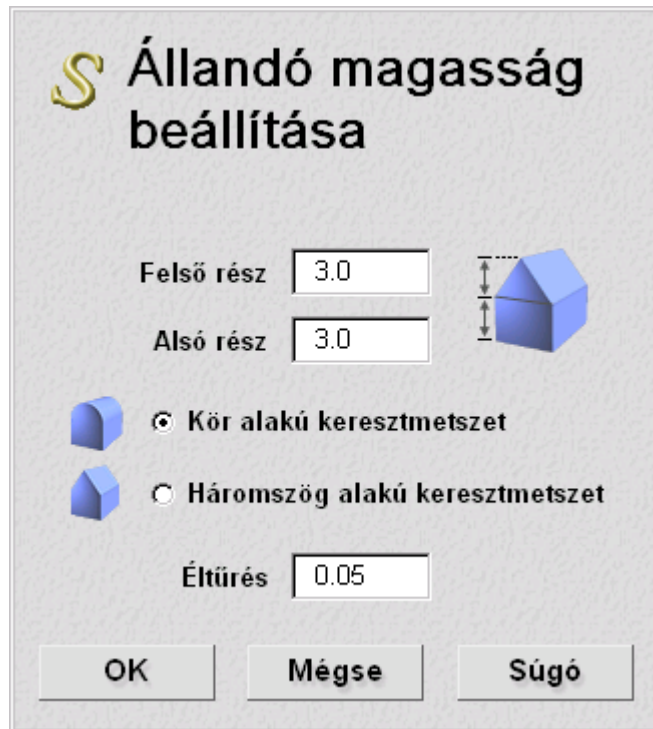 S Állandó magasság
beállítása
Felső rész 3.0
Alsó rész 3.0
Kör alakú keresztmetszet
Háromszög alakú keresztmetszet
Éltűrés 0.05
OK Mégse Súgó